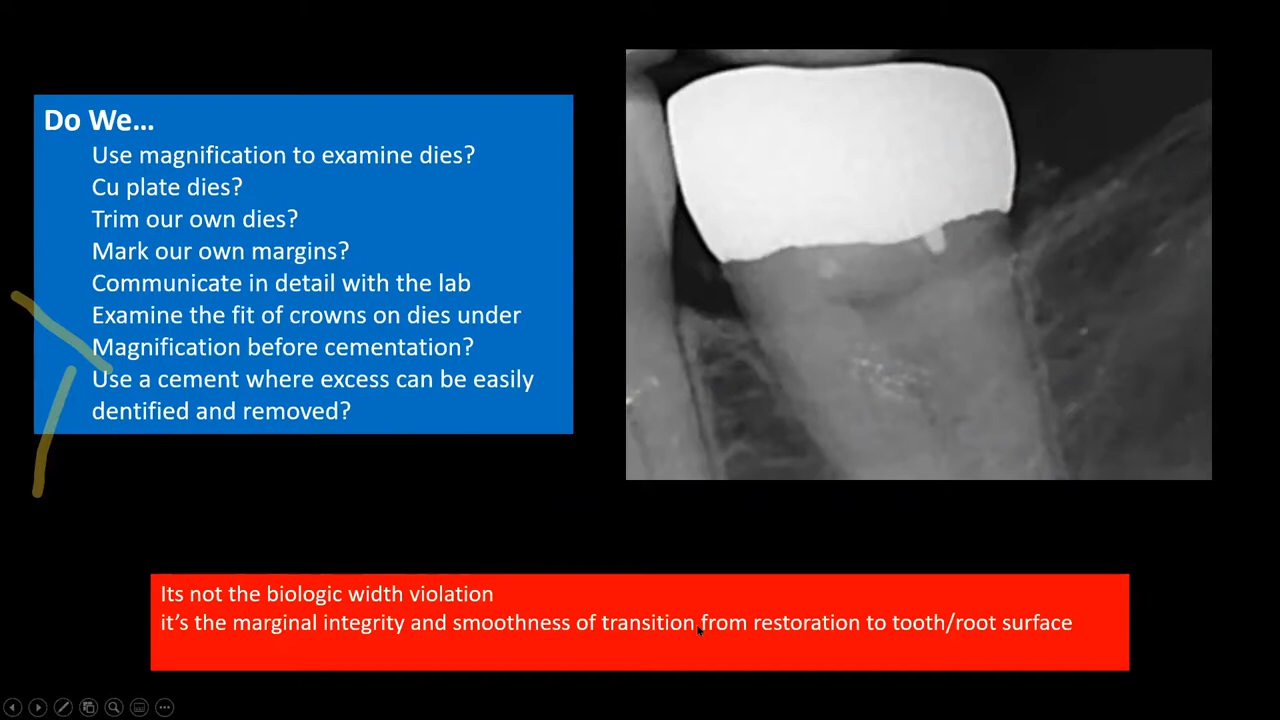 Do We...
Use magnification to examine dies?
Cu plate dies?
Trim our own dies?
Mark our own margins?
Communicate in detail with the lab
Examine the fit of crowns on dies under
Magnification before cementation?
Use a cement where excess can be easily
dentified and removed?
Its not the biologic width violation
it’s the marginal integrity and smoothness of transition from restoration to tooth/root surface